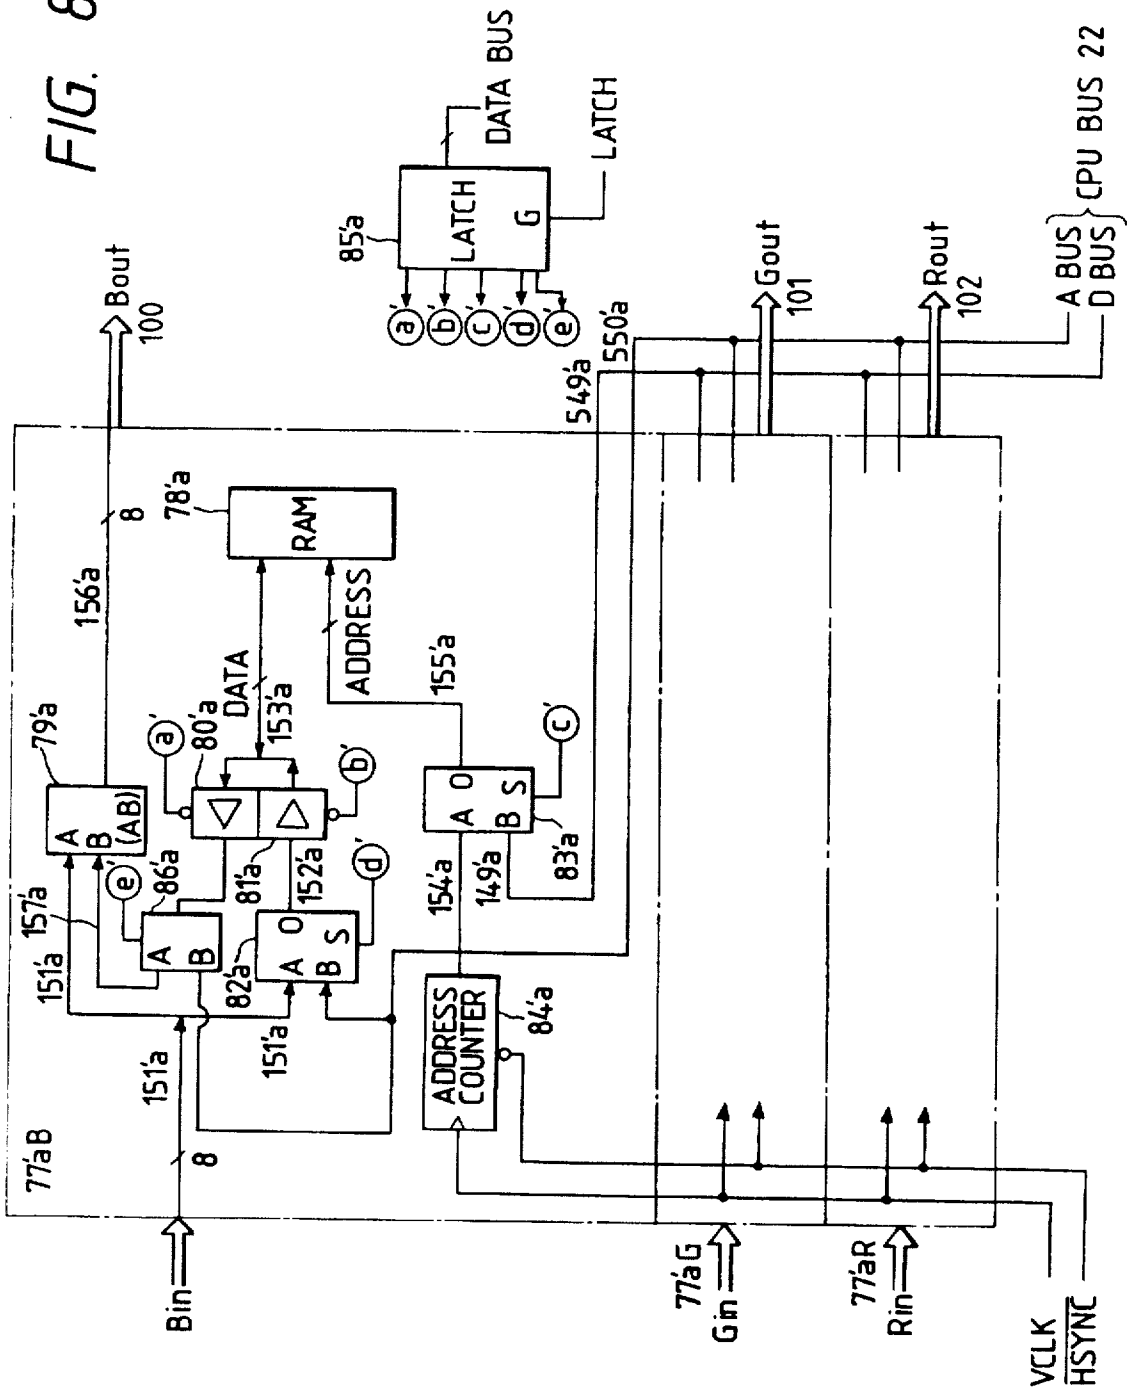 FIG. 8
Bin
77'aB
8
151'a
151'a
157'a
e'
A
B
86'a
79'a
A
B
(AB)
156'a
8
Bout
100
151'a
82'a
A
B
O
S
d'
81'a
152'a
a'
80'a
b'
DATA
153'a
78'a
RAM
ADDRESS
155'a
ADDRESS
COUNTER
84'a
154'a
149'a
A
B
O
S
83'a
c'
a'
b'
c'
d'
e'
85'a
LATCH
G
DATA BUS
LATCH
549'a
550'a
77'aG
Gin
Gout
101
77'aR
Rin
Rout
102
VCLK
HSYNC
A BUS
D BUS
CPU BUS 22